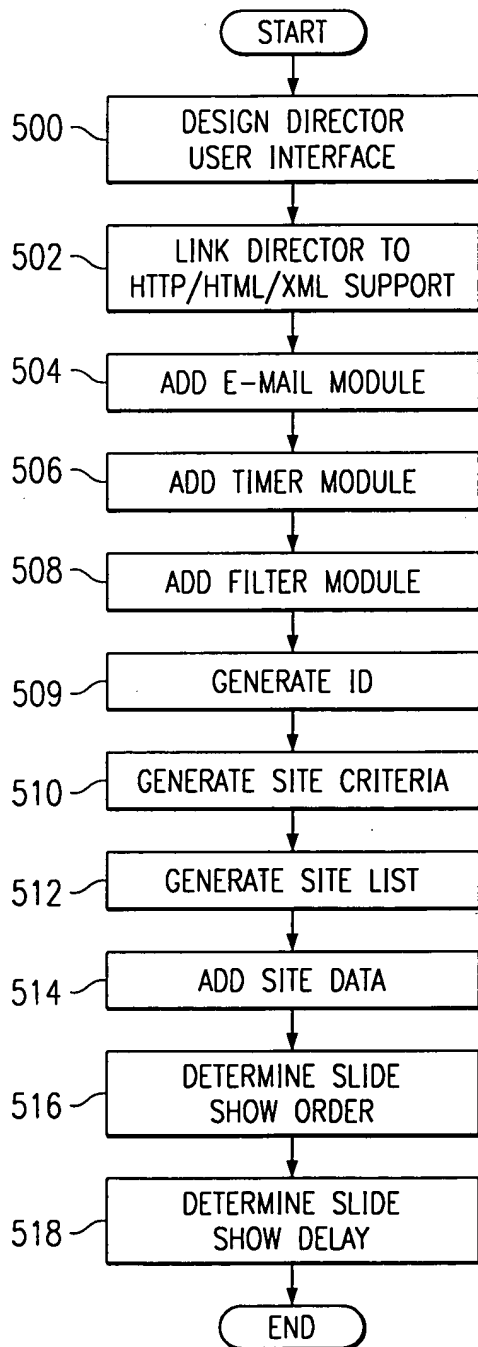 START
500
DESIGN DIRECTOR
USER INTERFACE
502
LINK DIRECTOR TO
HTTP/HTML/XML SUPPORT
504
ADD E-MAIL MODULE
506
ADD TIMER MODULE
508
ADD FILTER MODULE
509
GENERATE ID
510
GENERATE SITE CRITERIA
512
GENERATE SITE LIST
514
ADD SITE DATA
516
DETERMINE SLIDE
SHOW ORDER
518
DETERMINE SLIDE
SHOW DELAY
END